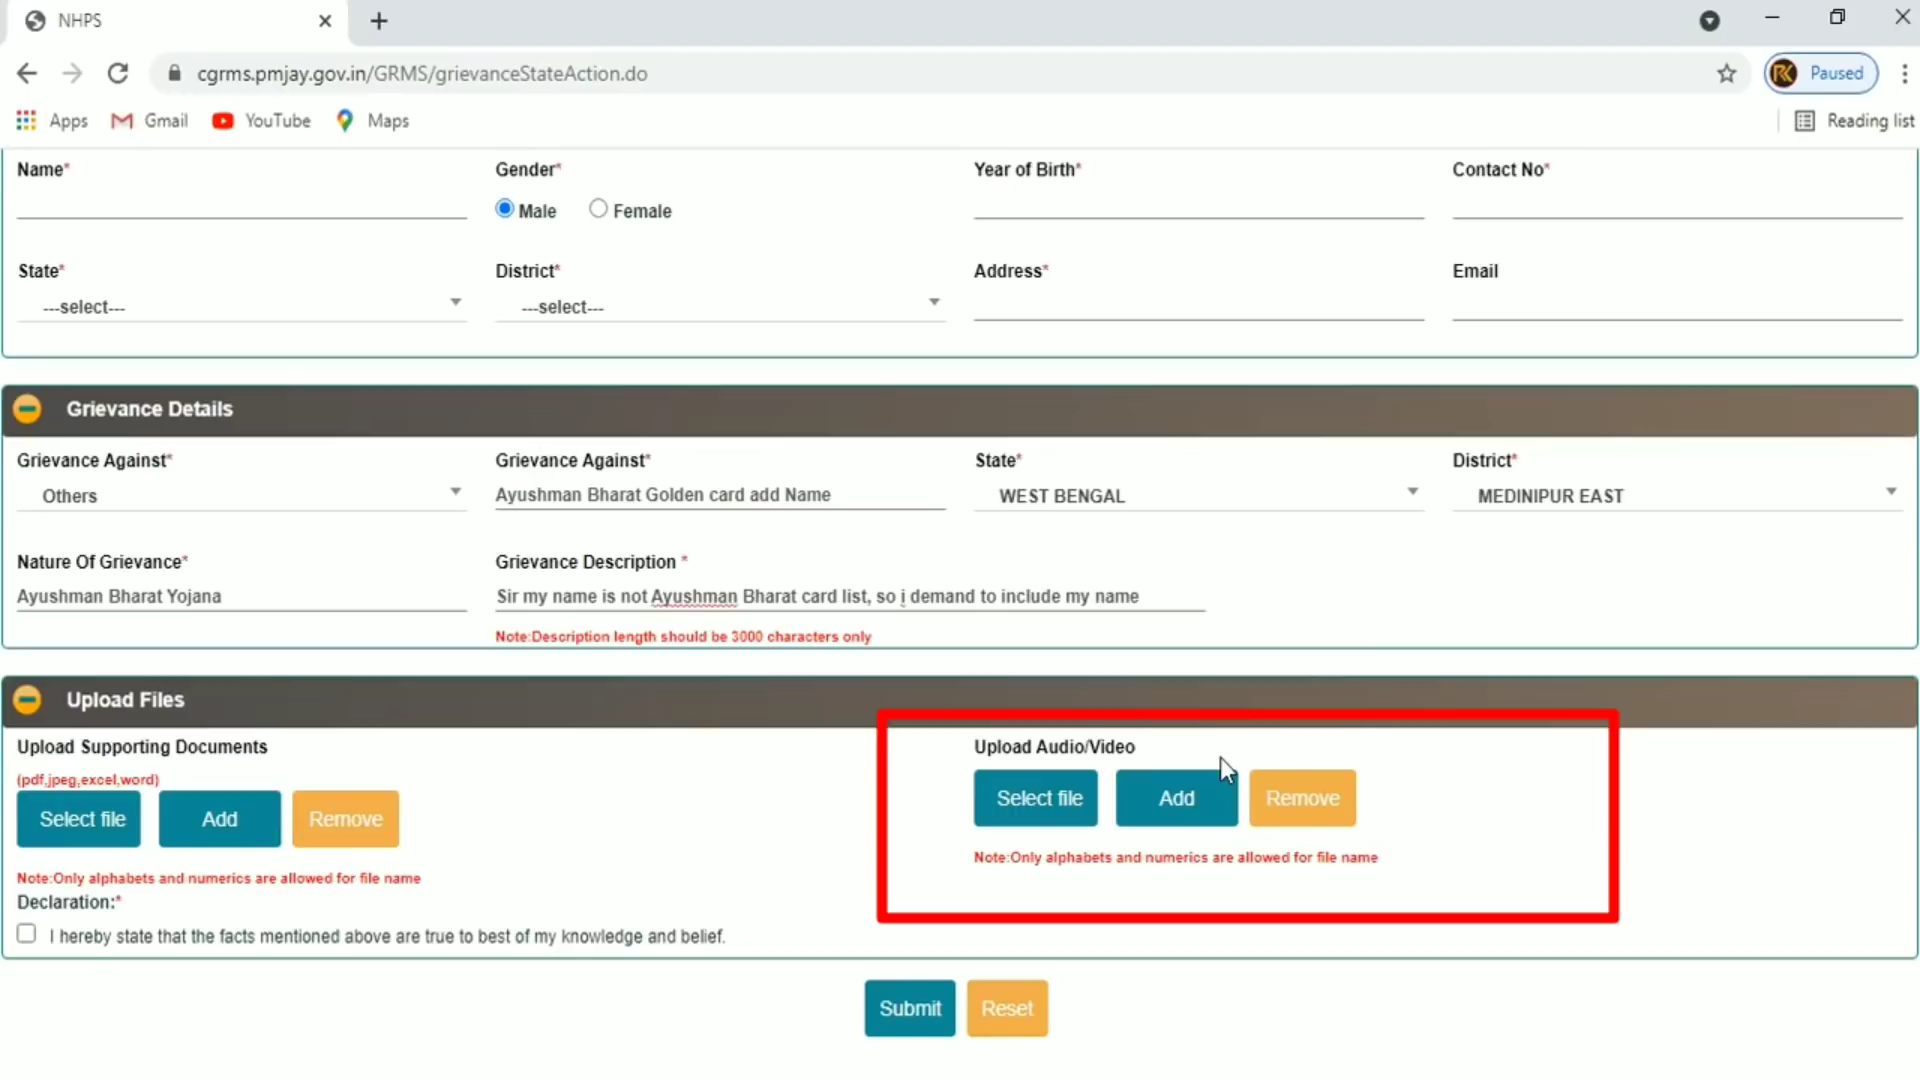 NHPS
cgrms.pmjay.gov.in/GRMS/grievanceStateAction.do
RK Paused
Apps Gmail YouTube Maps Reading list
Name* Gender* Year of Birth* Contact No*
Male Female
State* District* Address* Email
---select--- ---select---
Grievance Details
Grievance Against* Grievance Against* State* District*
Others Ayushman Bharat Golden card add Name WEST BENGAL MEDINIPUR EAST
Nature Of Grievance* Grievance Description *
Ayushman Bharat Yojana Sir my name is not Ayushman Bharat card list, so i demand to include my name
Note:Description length should be 3000 characters only
Upload Files
Upload Supporting Documents Upload Audio/Video
(pdf,jpeg,excel,word)
Select file Add Remove Select file Add Remove
Note:Only alphabets and numerics are allowed for file name
Note:Only alphabets and numerics are allowed for file name
Declaration:*
I hereby state that the facts mentioned above are true to best of my knowledge and belief.
Submit Reset